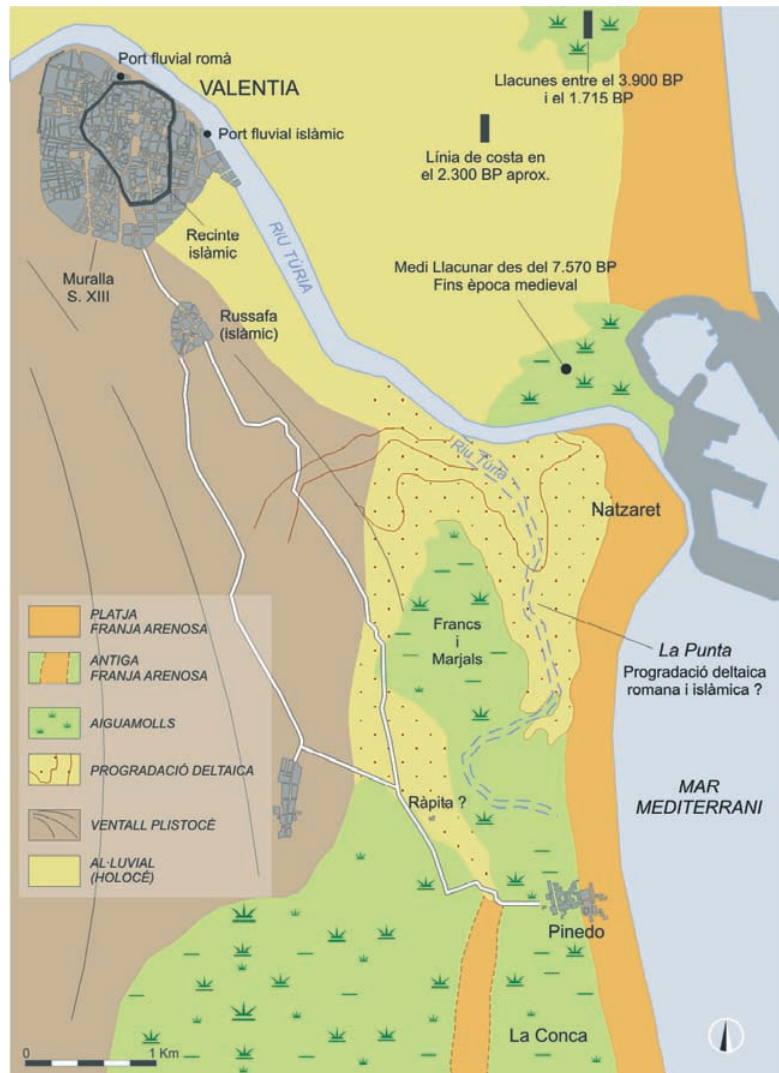 Port fluvial romà
VALENTIA
Port fluvial islàmic
Llacunes entre el 3.900 BP
i el 1.715 BP
Línia de costa en
el 2.300 BP aprox.
Recinte
islàmic
Muralla
S. XIII
RIU TÚRIA
Medi Llacunar des del 7.570 BP
Fins època medieval
Russafa
(islàmic)
Riu Túria
Natzaret
Francs
i
Marjals
La Punta
Progradació deltaica
romana i islàmica ?
MAR
MEDITERRANI
Ràpita ?
Pinedo
La Conca
PLATJA
FRANJA ARENOSA
ANTIGA
FRANJA ARENOSA
AIGUAMOLLS
PROGRADACIÓ DELTAICA
VENTALL PLISTOCÉ
AL·LUVIAL
(HOLOCÉ)
0 1 Km